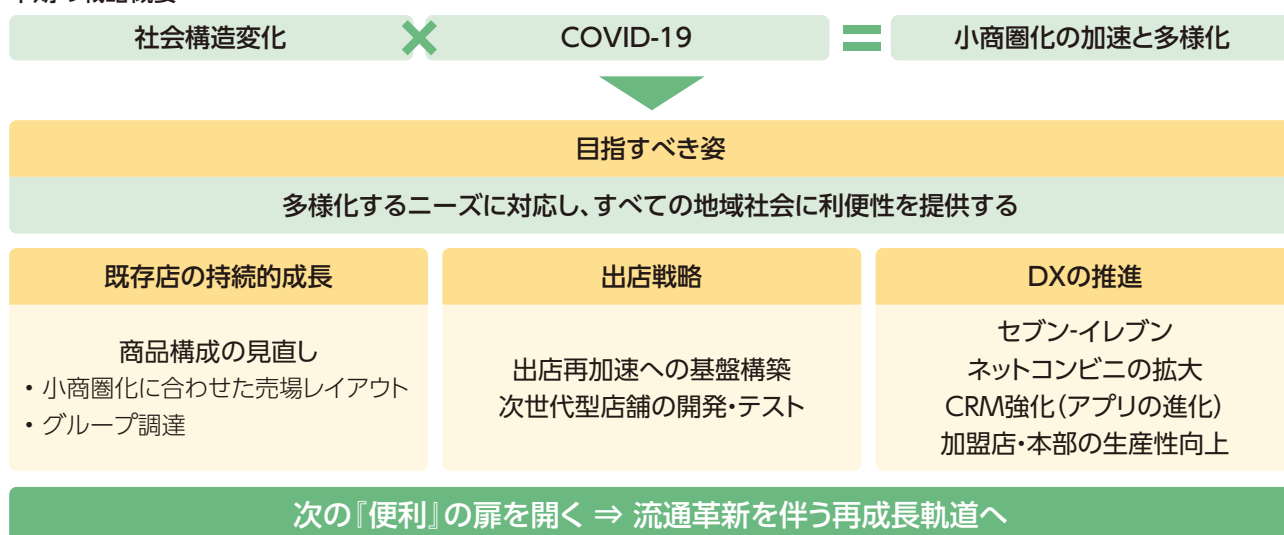 社会構造変化 × COVID-19 = 小商圏化の加速と多様化
目指すべき姿
多様化するニーズに対応し、すべての地域社会に利便性を提供する
既存店の持続的成長
商品構成の見直し
・小商圏化に合わせた売場レイアウト
・グループ調達
出店戦略
出店再加速への基盤構築
次世代型店舗の開発・テスト
DXの推進
セブン‐イレブン
ネットコンビニの拡大
CRM強化（アプリの進化）
加盟店・本部の生産性向上
次の『便利』の扉を開く ⇒ 流通革新を伴う再成長軌道へ